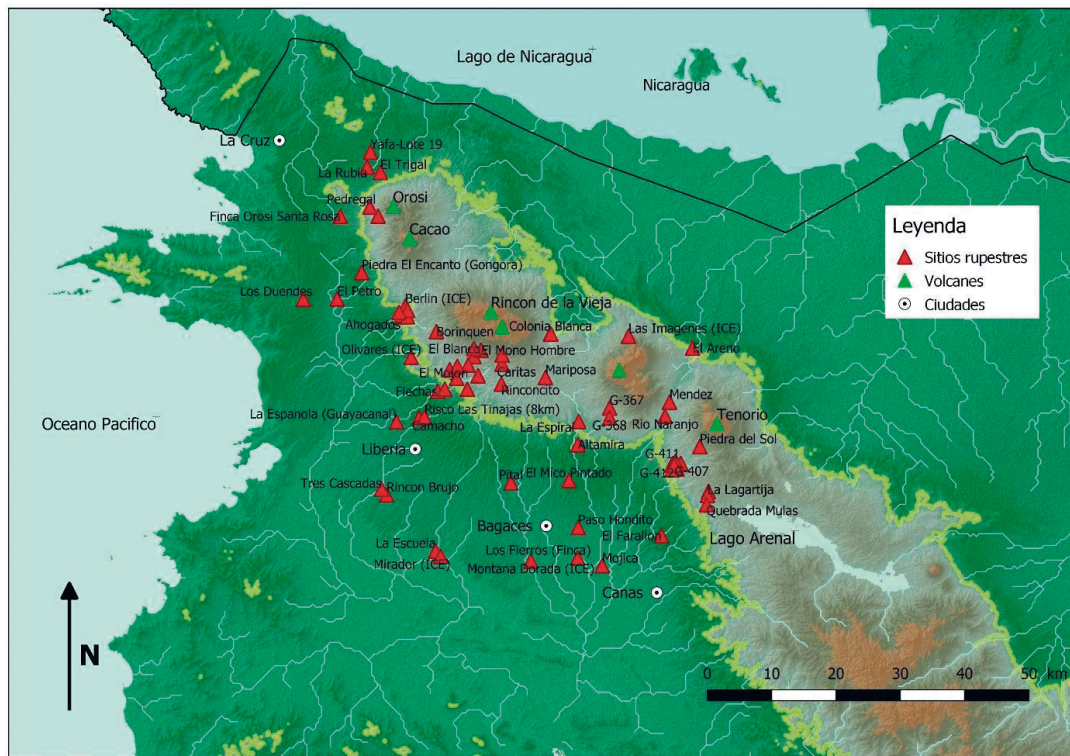 Lago de Nicaragua
Nicaragua
La Cruz
Yafa-Lote 19
La Rubia
El Trigal
Pedregal
Orosi
Finca Orosi Santa Rosa
Cacao
Leyenda
Sitios rupestres
Volcanes
Ciudades
Piedra El Encanto (Gongora)
Los Duendes
El Petro
Berlin (ICE)
Rincon de la Vieja
Ahogados
Borinquen
Colonia Blanca
Las Imagenes (ICE)
El Areno
Olivares (ICE)
El Blanco
El Mono Hombre
El Mojon
Caritas
Mariposa
Flechas
Rinconcito
G-367
Mendez
La Espanola (Guayacanal)
Risco Las Tinajas (8km)
Camacho
La Espiral
G-368
Rio Naranjo
Tenorio
Oceano Pacifico
Liberia
Altamira
Piedra del Sol
G-411
G-412
G-407
Tres Cascadas
Rincon Brujo
Pital
El Mico Pintado
La Lagartija
Quebrada Mulas
Bagaces
Paso Hondito
El Farallon
Lago Arenal
La Escuela
Mirador (ICE)
Los Fierros (Finca)
Montana Dorada (ICE)
Mojica
Canas
N
0 10 20 30 40 50 km